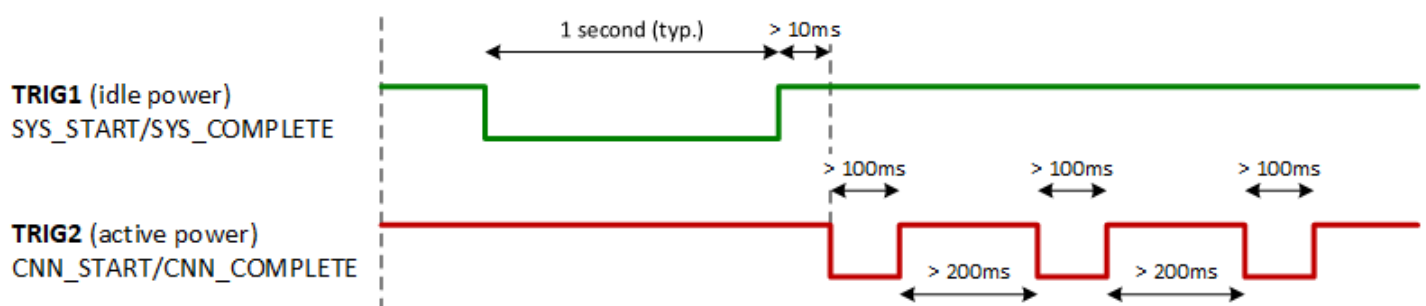 1 second (typ.)
> 10ms
TRIG1 (idle power)
SYS_START/SYS_COMPLETE
> 100ms
> 100ms
> 100ms
TRIG2 (active power)
CNN_START/CNN_COMPLETE
> 200ms
> 200ms